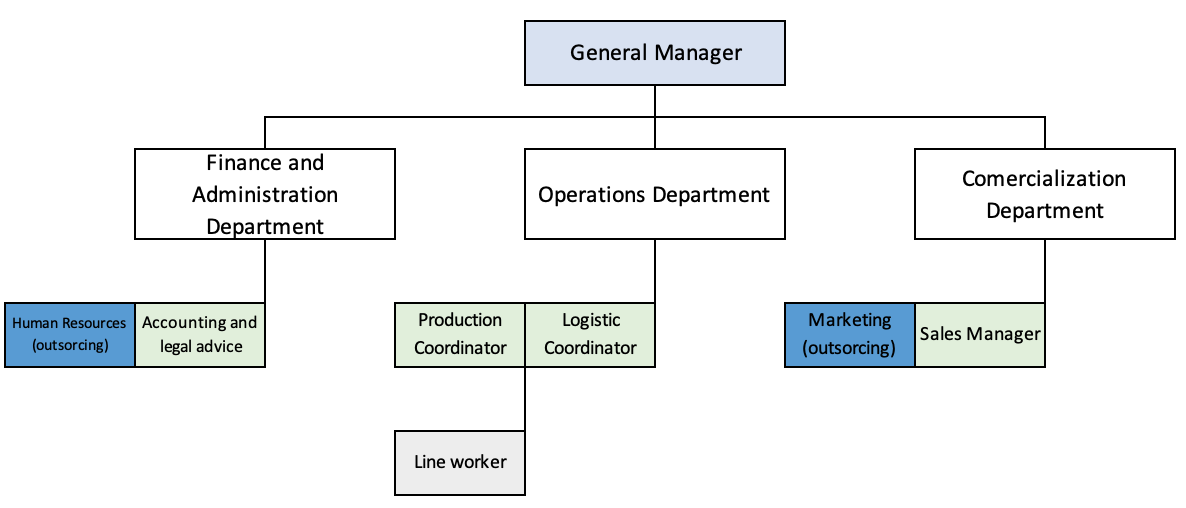 General Manager
Finance and
Administration
Department
Operations Department
Comercialization
Department
Human Resources
(outsorcing)
Accounting and
legal advice
Production
Coordinator
Logistic
Coordinator
Marketing
(outsorcing)
Sales Manager
Line worker